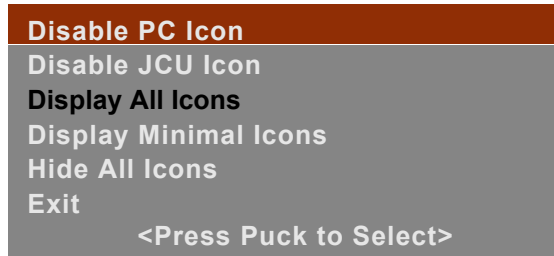 Disable PC Icon
Disable JCU Icon
Display All Icons
Display Minimal Icons
Hide All Icons
Exit
<Press Puck to Select>